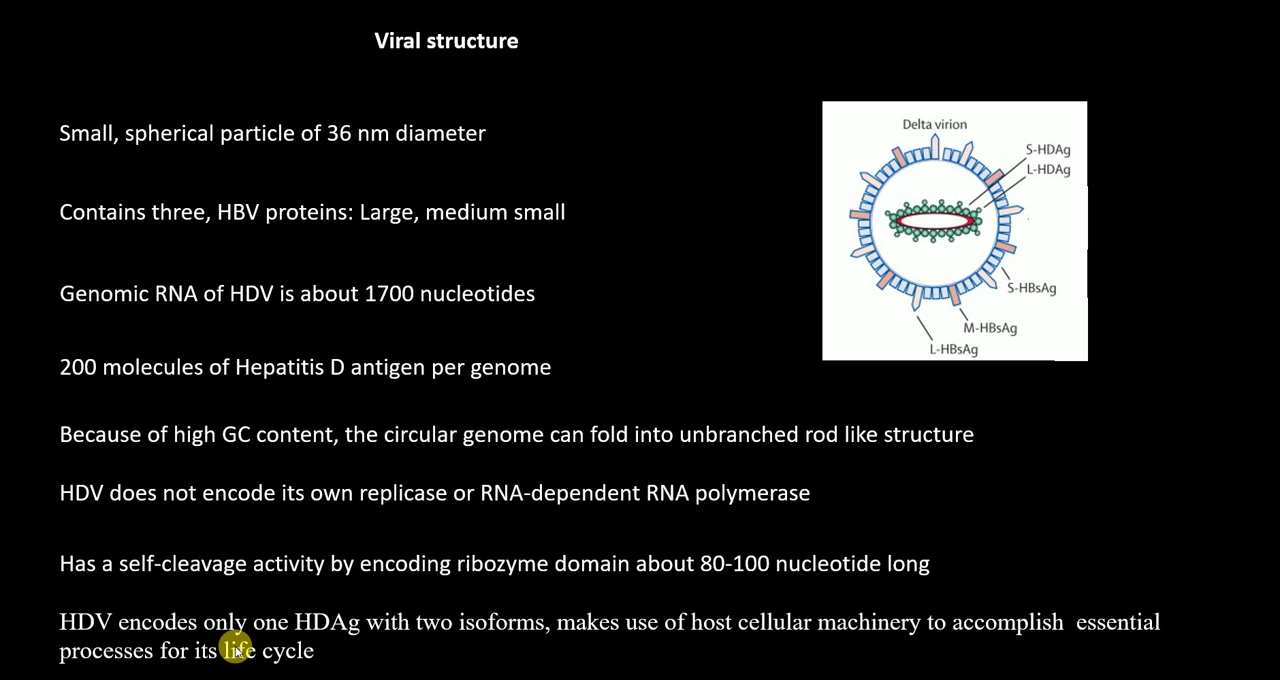 Viral structure
Small, spherical particle of 36 nm diameter
Contains three, HBV proteins: Large, medium small
Genomic RNA of HDV is about 1700 nucleotides
200 molecules of Hepatitis D antigen per genome
Because of high GC content, the circular genome can fold into unbranched rod like structure
HDV does not encode its own replicase or RNA-dependent RNA polymerase
Has a self-cleavage activity by encoding ribozyme domain about 80-100 nucleotide long
HDV encodes only one HDAg with two isoforms, makes use of host cellular machinery to accomplish essential
processes for its life cycle
Delta virion
S-HDAg
L-HDAg
S-HBsAg
M-HBsAg
L-HBsAg